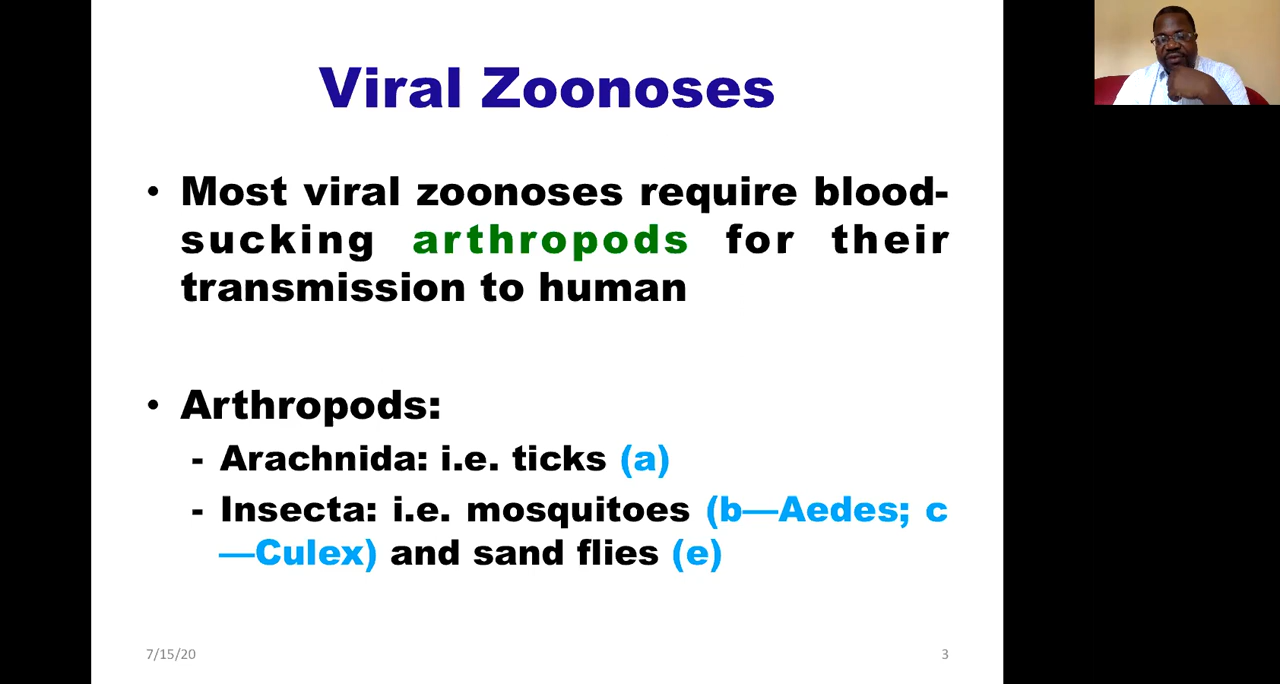 Viral Zoonoses
• Most viral zoonoses require blood-
sucking arthropods for their
transmission to human
• Arthropods:
- Arachnida: i.e. ticks (a)
- Insecta: i.e. mosquitoes (b—Aedes; c
—Culex) and sand flies (e)
7/15/20
3